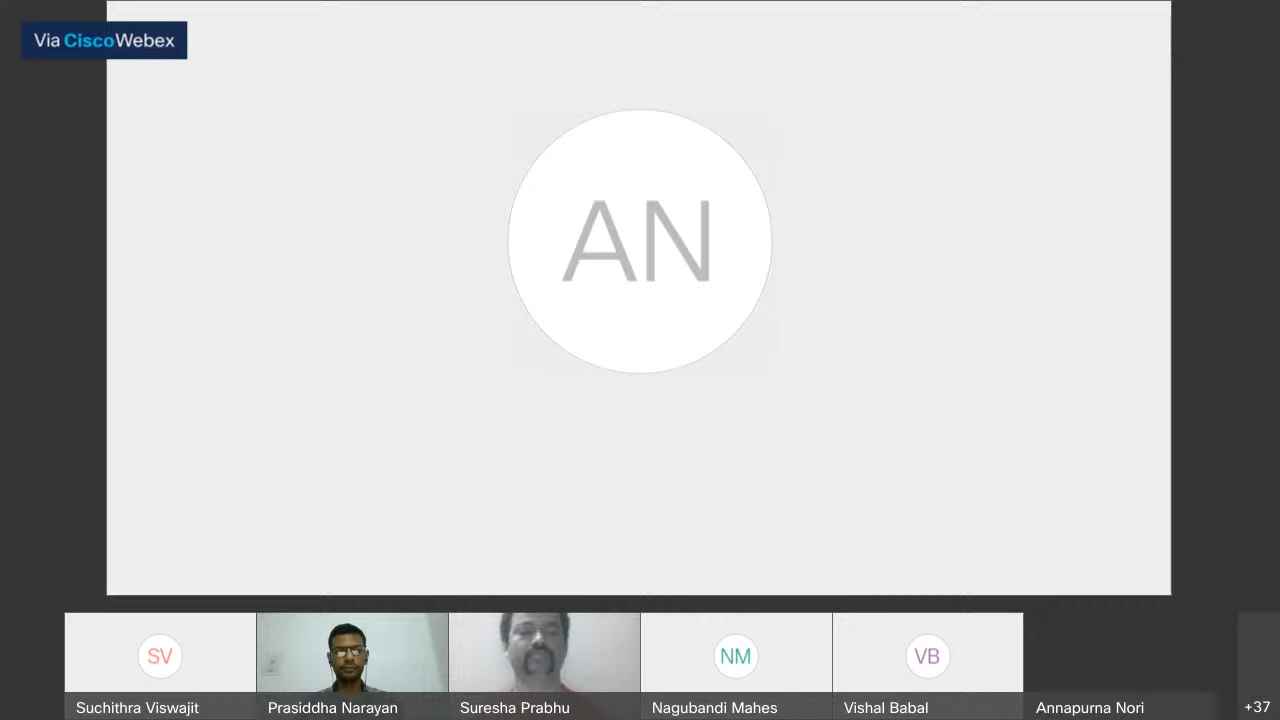 Via CiscoWebex
AN
SV
NM
VB
Suchithra Viswajit
Prasiddha Narayan
Suresha Prabhu
Nagubandi Mahes
Vishal Babal
Annapurna Nori
+37